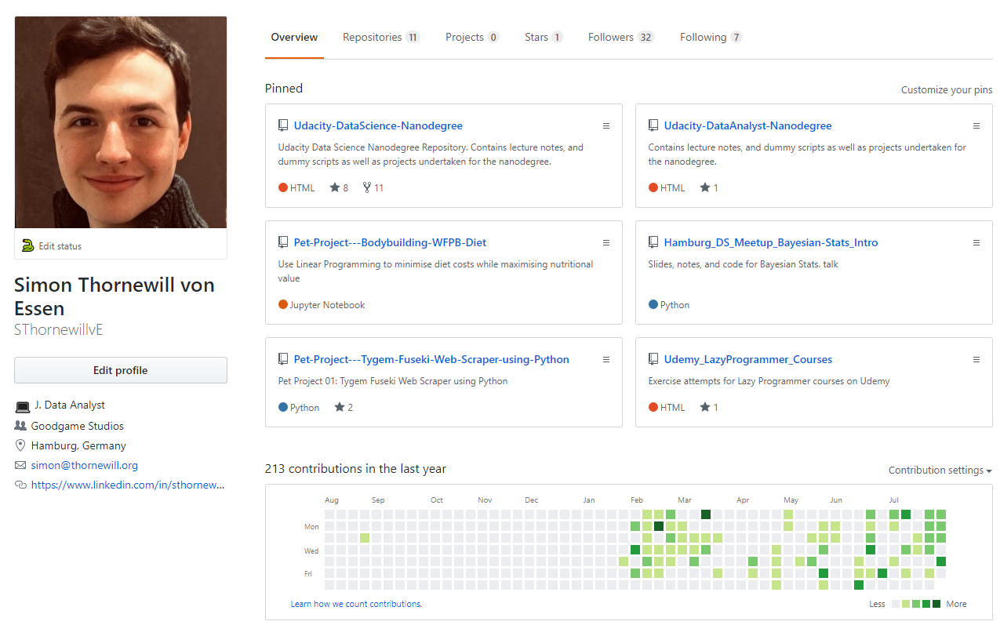 Overview Repositories 11 Projects 0 Stars 1 Followers 32 Following 7
Edit status
Simon Thornewill von
Essen
SThornewillvE
Edit profile
J. Data Analyst
Goodgame Studios
Hamburg, Germany
simon@thornewill.org
https://www.linkedin.com/in/sthornew...
Pinned
Customize your pins
Udacity-DataScience-Nanodegree
Udacity Data Science Nanodegree Repository. Contains lecture notes, and
dummy scripts as well as projects undertaken for the nanodegree.
HTML 8 11
Udacity-DataAnalyst-Nanodegree
Contains lecture notes, and dummy scripts as well as projects undertaken for
the nanodegree.
HTML 1
Pet-Project---Bodybuilding-WFPB-Diet
Use Linear Programming to minimise diet costs while maximising nutritional
value
Jupyter Notebook
Hamburg_DS_Meetup_Bayesian-Stats_Intro
Slides, notes, and code for Bayesian Stats. talk
Python
Pet-Project---Tygem-Fuseki-Web-Scraper-using-Python
Pet Project 01: Tygem Fuseki Web Scraper using Python
Python 2
Udemy_LazyProgrammer_Courses
Exercise attempts for Lazy Programmer courses on Udemy
HTML 1
213 contributions in the last year
Contribution settings
Aug Sep Oct Nov Dec Jan Feb Mar Apr May Jun Jul
Mon
Wed
Fri
Learn how we count contributions.
Less More